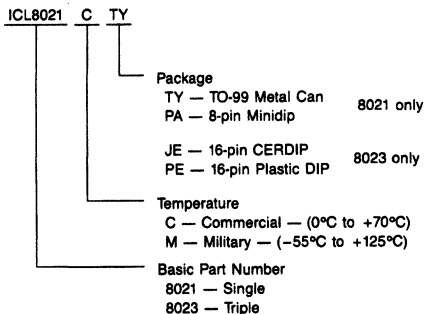 ICL8021 C TY
Package
TY — TO-99 Metal Can
PA — 8-pin Minidip
8021 only
JE — 16-pin CERDIP
PE — 16-pin Plastic DIP
8023 only
Temperature
C — Commercial — (0°C to +70°C)
M — Military — (−55°C to +125°C)
Basic Part Number
8021 — Single
8023 — Triple